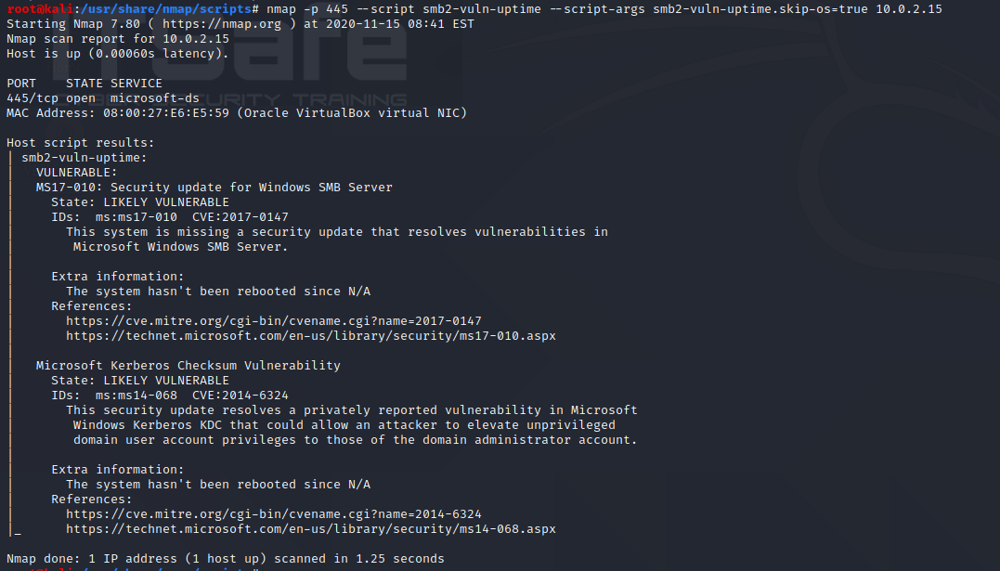 root@kali:/usr/share/nmap/scripts# nmap -p 445 --script smb2-vuln-uptime --script-args smb2-vuln-uptime.skip-os=true 10.0.2.15
Starting Nmap 7.80 ( https://nmap.org ) at 2020-11-15 08:41 EST
Nmap scan report for 10.0.2.15
Host is up (0.00060s latency).
PORT    STATE SERVICE
445/tcp open  microsoft-ds
MAC Address: 08:00:27:E6:E5:59 (Oracle VirtualBox virtual NIC)
Host script results:
| smb2-vuln-uptime:
|   VULNERABLE:
|   MS17-010: Security update for Windows SMB Server
|     State: LIKELY VULNERABLE
|     IDs:  ms:ms17-010  CVE:2017-0147
|       This system is missing a security update that resolves vulnerabilities in
|        Microsoft Windows SMB Server.
|
|     Extra information:
|       The system hasn't been rebooted since N/A
|     References:
|       https://cve.mitre.org/cgi-bin/cvename.cgi?name=2017-0147
|       https://technet.microsoft.com/en-us/library/security/ms17-010.aspx
|
|   Microsoft Kerberos Checksum Vulnerability
|     State: LIKELY VULNERABLE
|     IDs:  ms:ms14-068  CVE:2014-6324
|       This security update resolves a privately reported vulnerability in Microsoft
|        Windows Kerberos KDC that could allow an attacker to elevate unprivileged
|        domain user account privileges to those of the domain administrator account.
|
|     Extra information:
|       The system hasn't been rebooted since N/A
|     References:
|       https://cve.mitre.org/cgi-bin/cvename.cgi?name=2014-6324
|_      https://technet.microsoft.com/en-us/library/security/ms14-068.aspx
Nmap done: 1 IP address (1 host up) scanned in 1.25 seconds